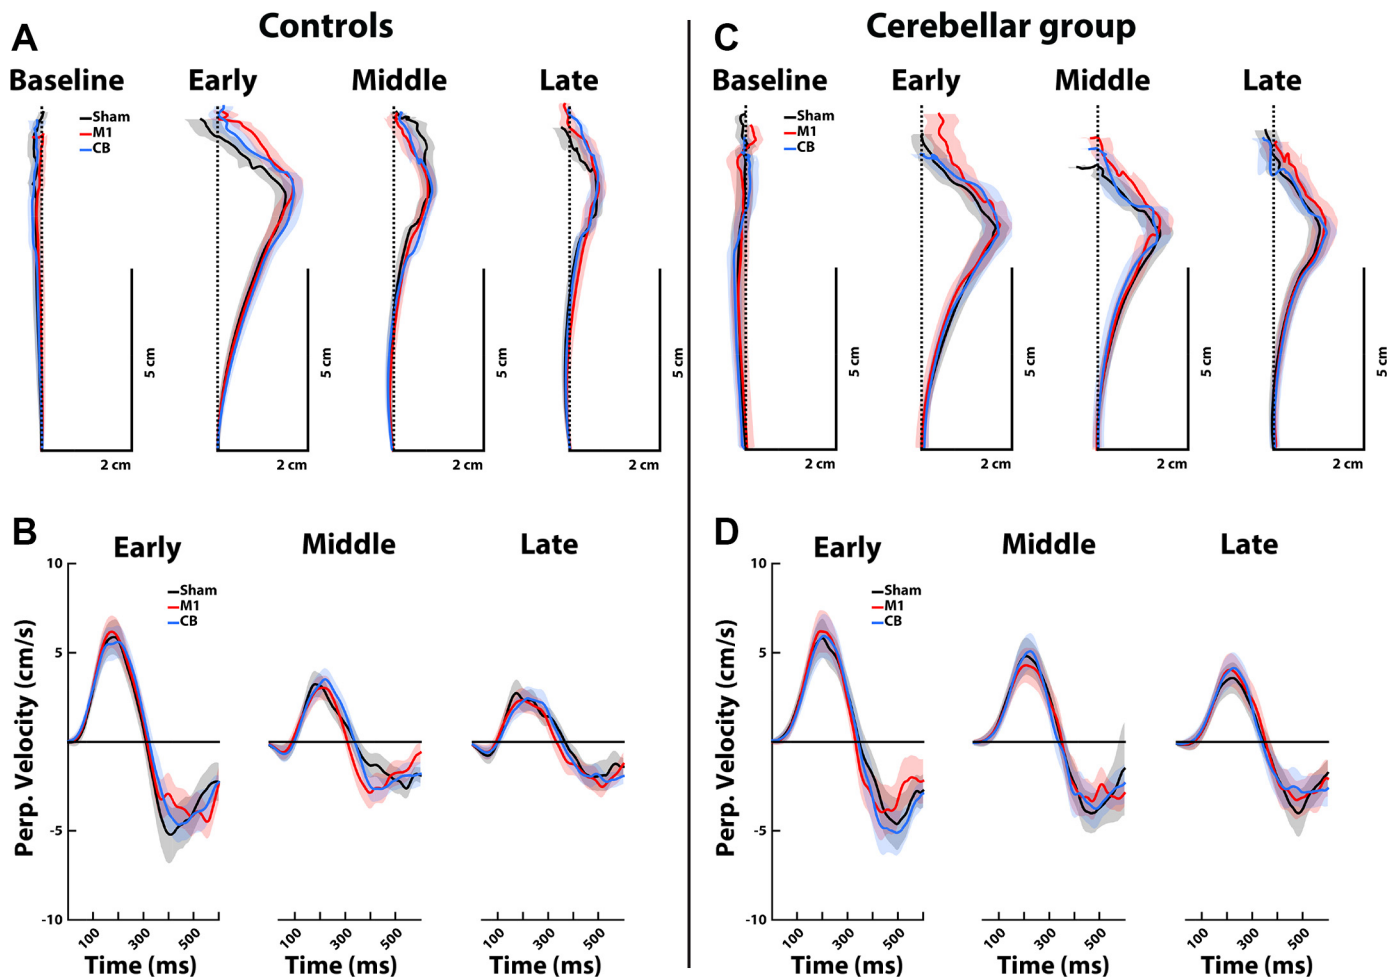 A
Controls
Baseline
Early
Middle
Late
Sham
M1
CB
5 cm
5 cm
5 cm
5 cm
2 cm
2 cm
2 cm
2 cm
C
Cerebellar group
Baseline
Early
Middle
Late
Sham
M1
CB
5 cm
5 cm
5 cm
5 cm
2 cm
2 cm
2 cm
2 cm
B
Early
Middle
Late
Sham
M1
CB
Perp. Velocity (cm/s)
10
5
0
-5
-10
100
300
500
100
300
500
100
300
500
Time (ms)
Time (ms)
Time (ms)
D
Early
Middle
Late
Sham
M1
CB
Perp. Velocity (cm/s)
10
5
0
-5
-10
100
300
500
100
300
500
100
300
500
Time (ms)
Time (ms)
Time (ms)